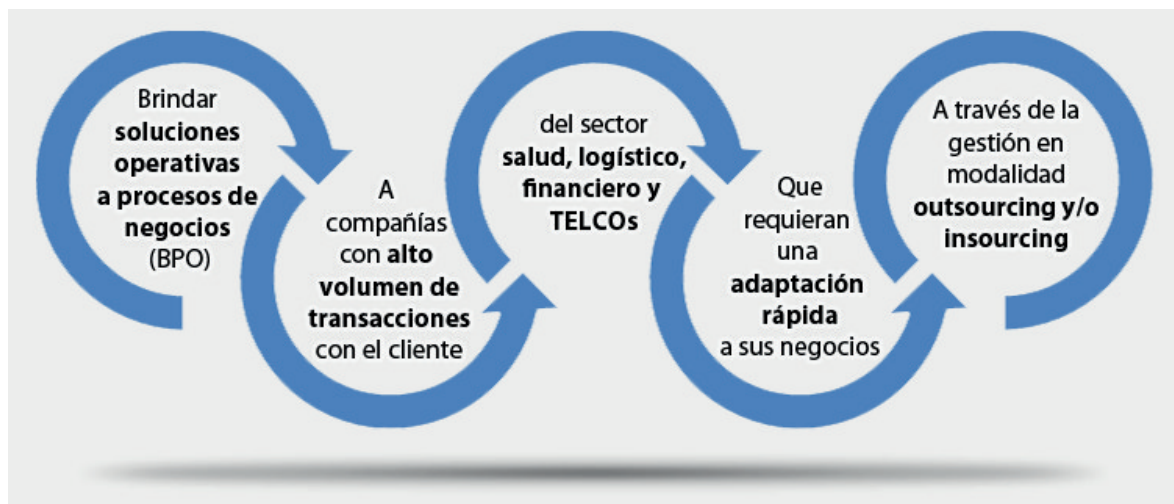 Brindar
soluciones
operativas
a procesos de
negocios
(BPO)
A
compañías
con alto
volumen de
transacciones
con el cliente
del sector
salud, logístico,
financiero y
TELCOs
Que
requieran
una
adaptación
rápida
a sus negocios
A través de la
gestión en
modalidad
outsourcing y/o
insourcing